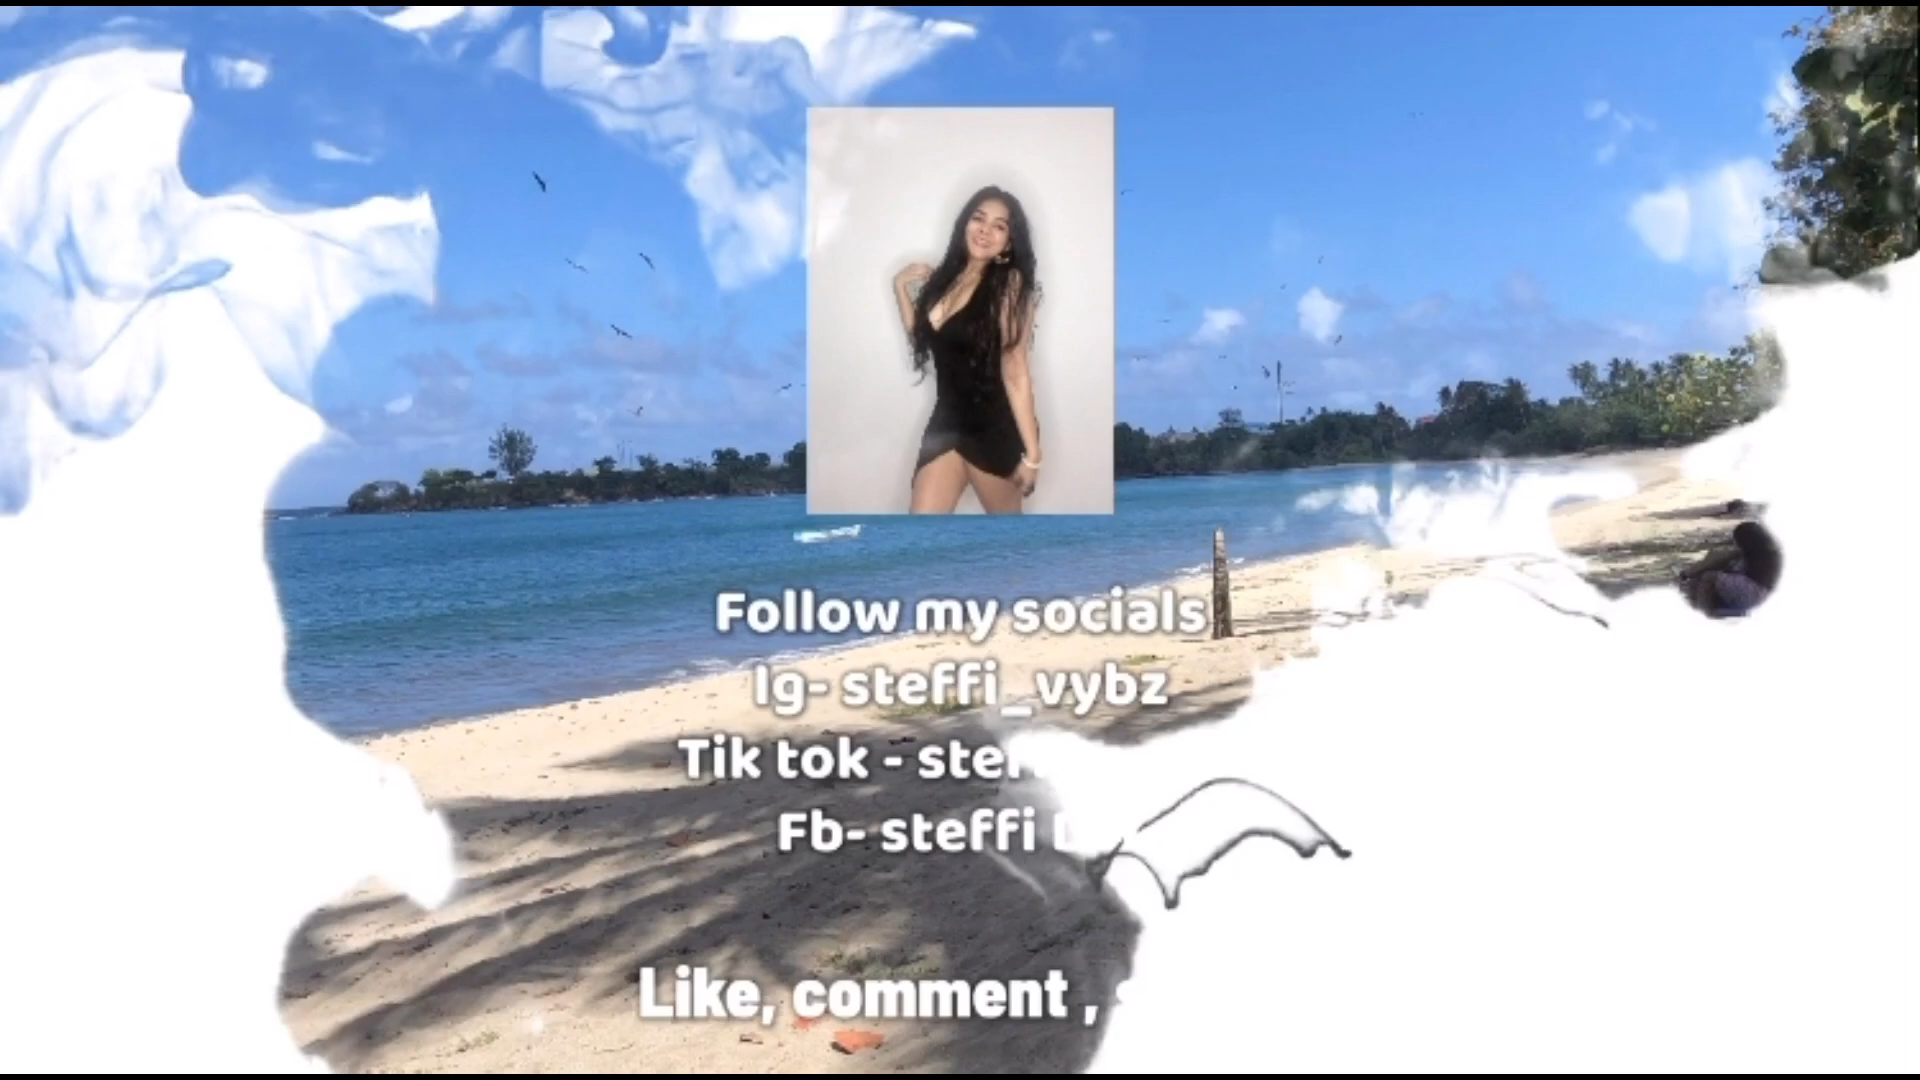 Follow my socials
Ig- steffi_vybz
Tik tok -
Fb- steffi
Like, comment ,